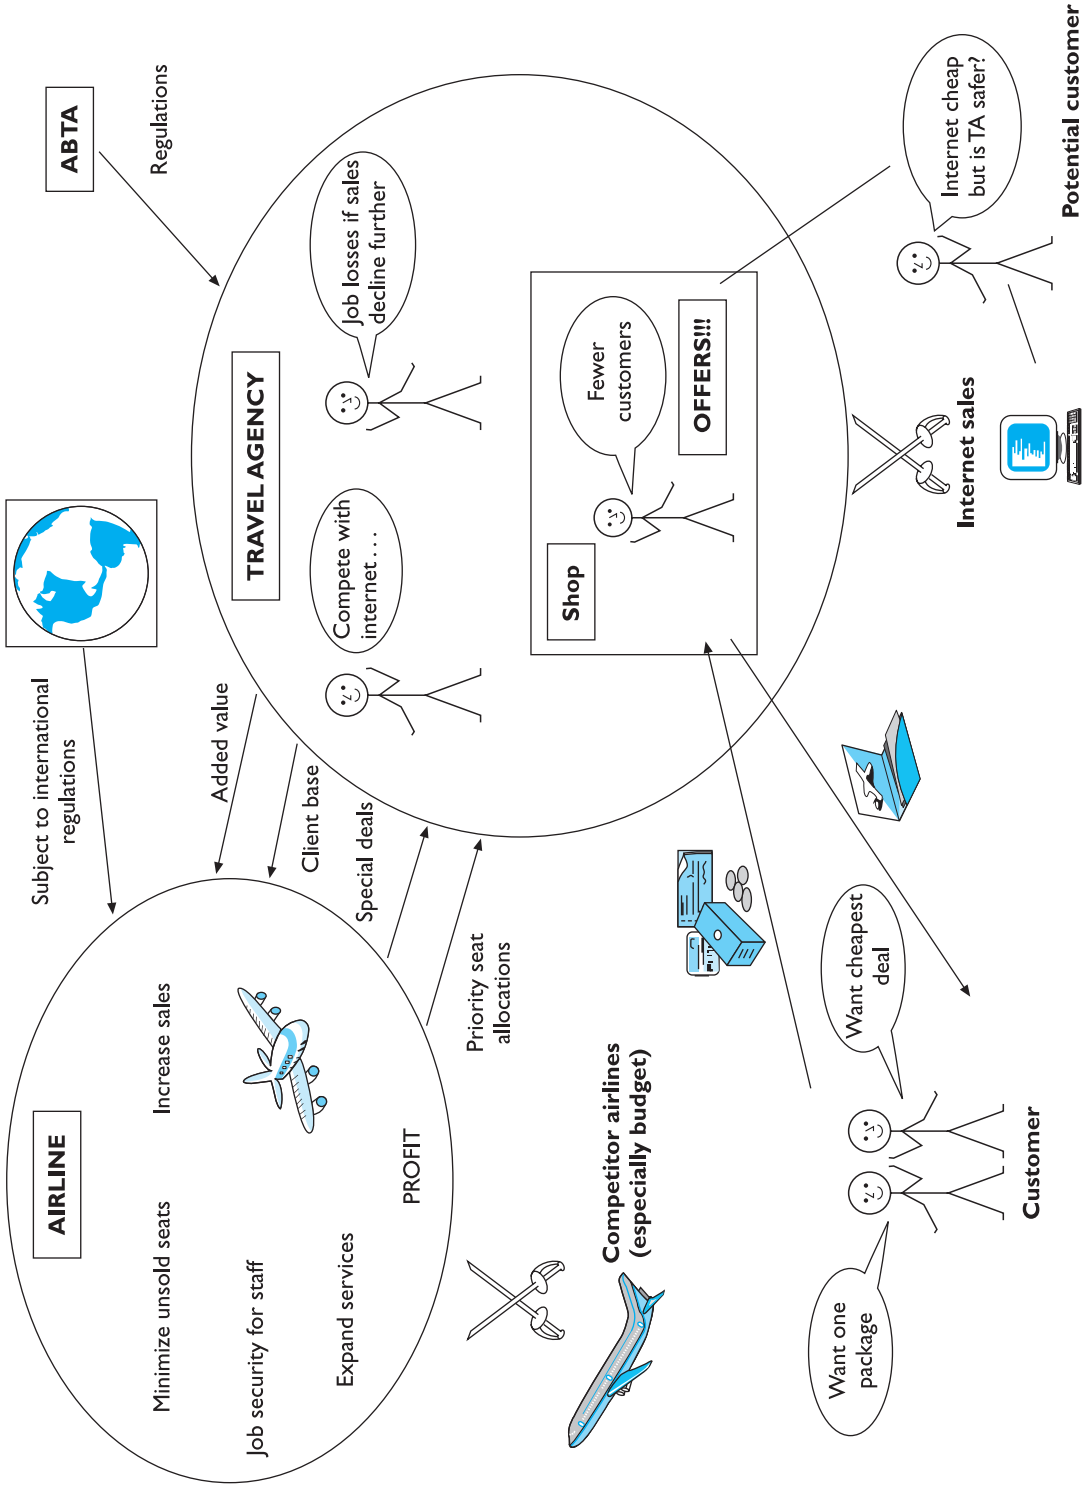 AIRLINE
Minimize unsold seats
Increase sales
Job security for staff
Expand services
PROFIT
Subject to international
regulations
Added value
Client base
Special deals
Priority seat
allocations
ABTA
Regulations
TRAVEL AGENCY
Compete with
internet . . .
Job losses if sales
decline further
Shop
Fewer
customers
OFFERS!!!
Competitor airlines
(especially budget)
Want one
package
Want cheapest
deal
Customer
Internet sales
Internet cheap
but is TA safer?
Potential customer